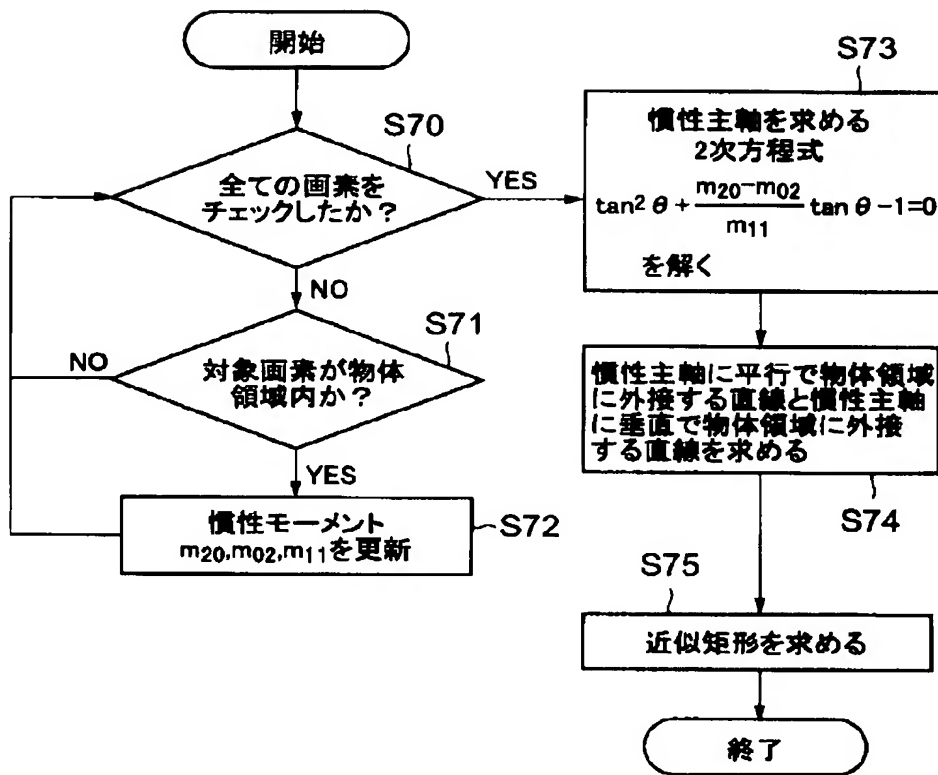 開始
S70
全ての画素を
チェックしたか？
YES
NO
S71
対象画素が物体
領域内か？
NO
YES
S72
慣性モーメント
m20,m02,m11を更新
S73
慣性主軸を求める
2次方程式
tan² θ + (m20−m02)/m11 tan θ −1=0
を解く
慣性主軸に平行で物体領域
に外接する直線と慣性主軸
に垂直で物体領域に外接
する直線を求める
S74
S75
近似矩形を求める
終了